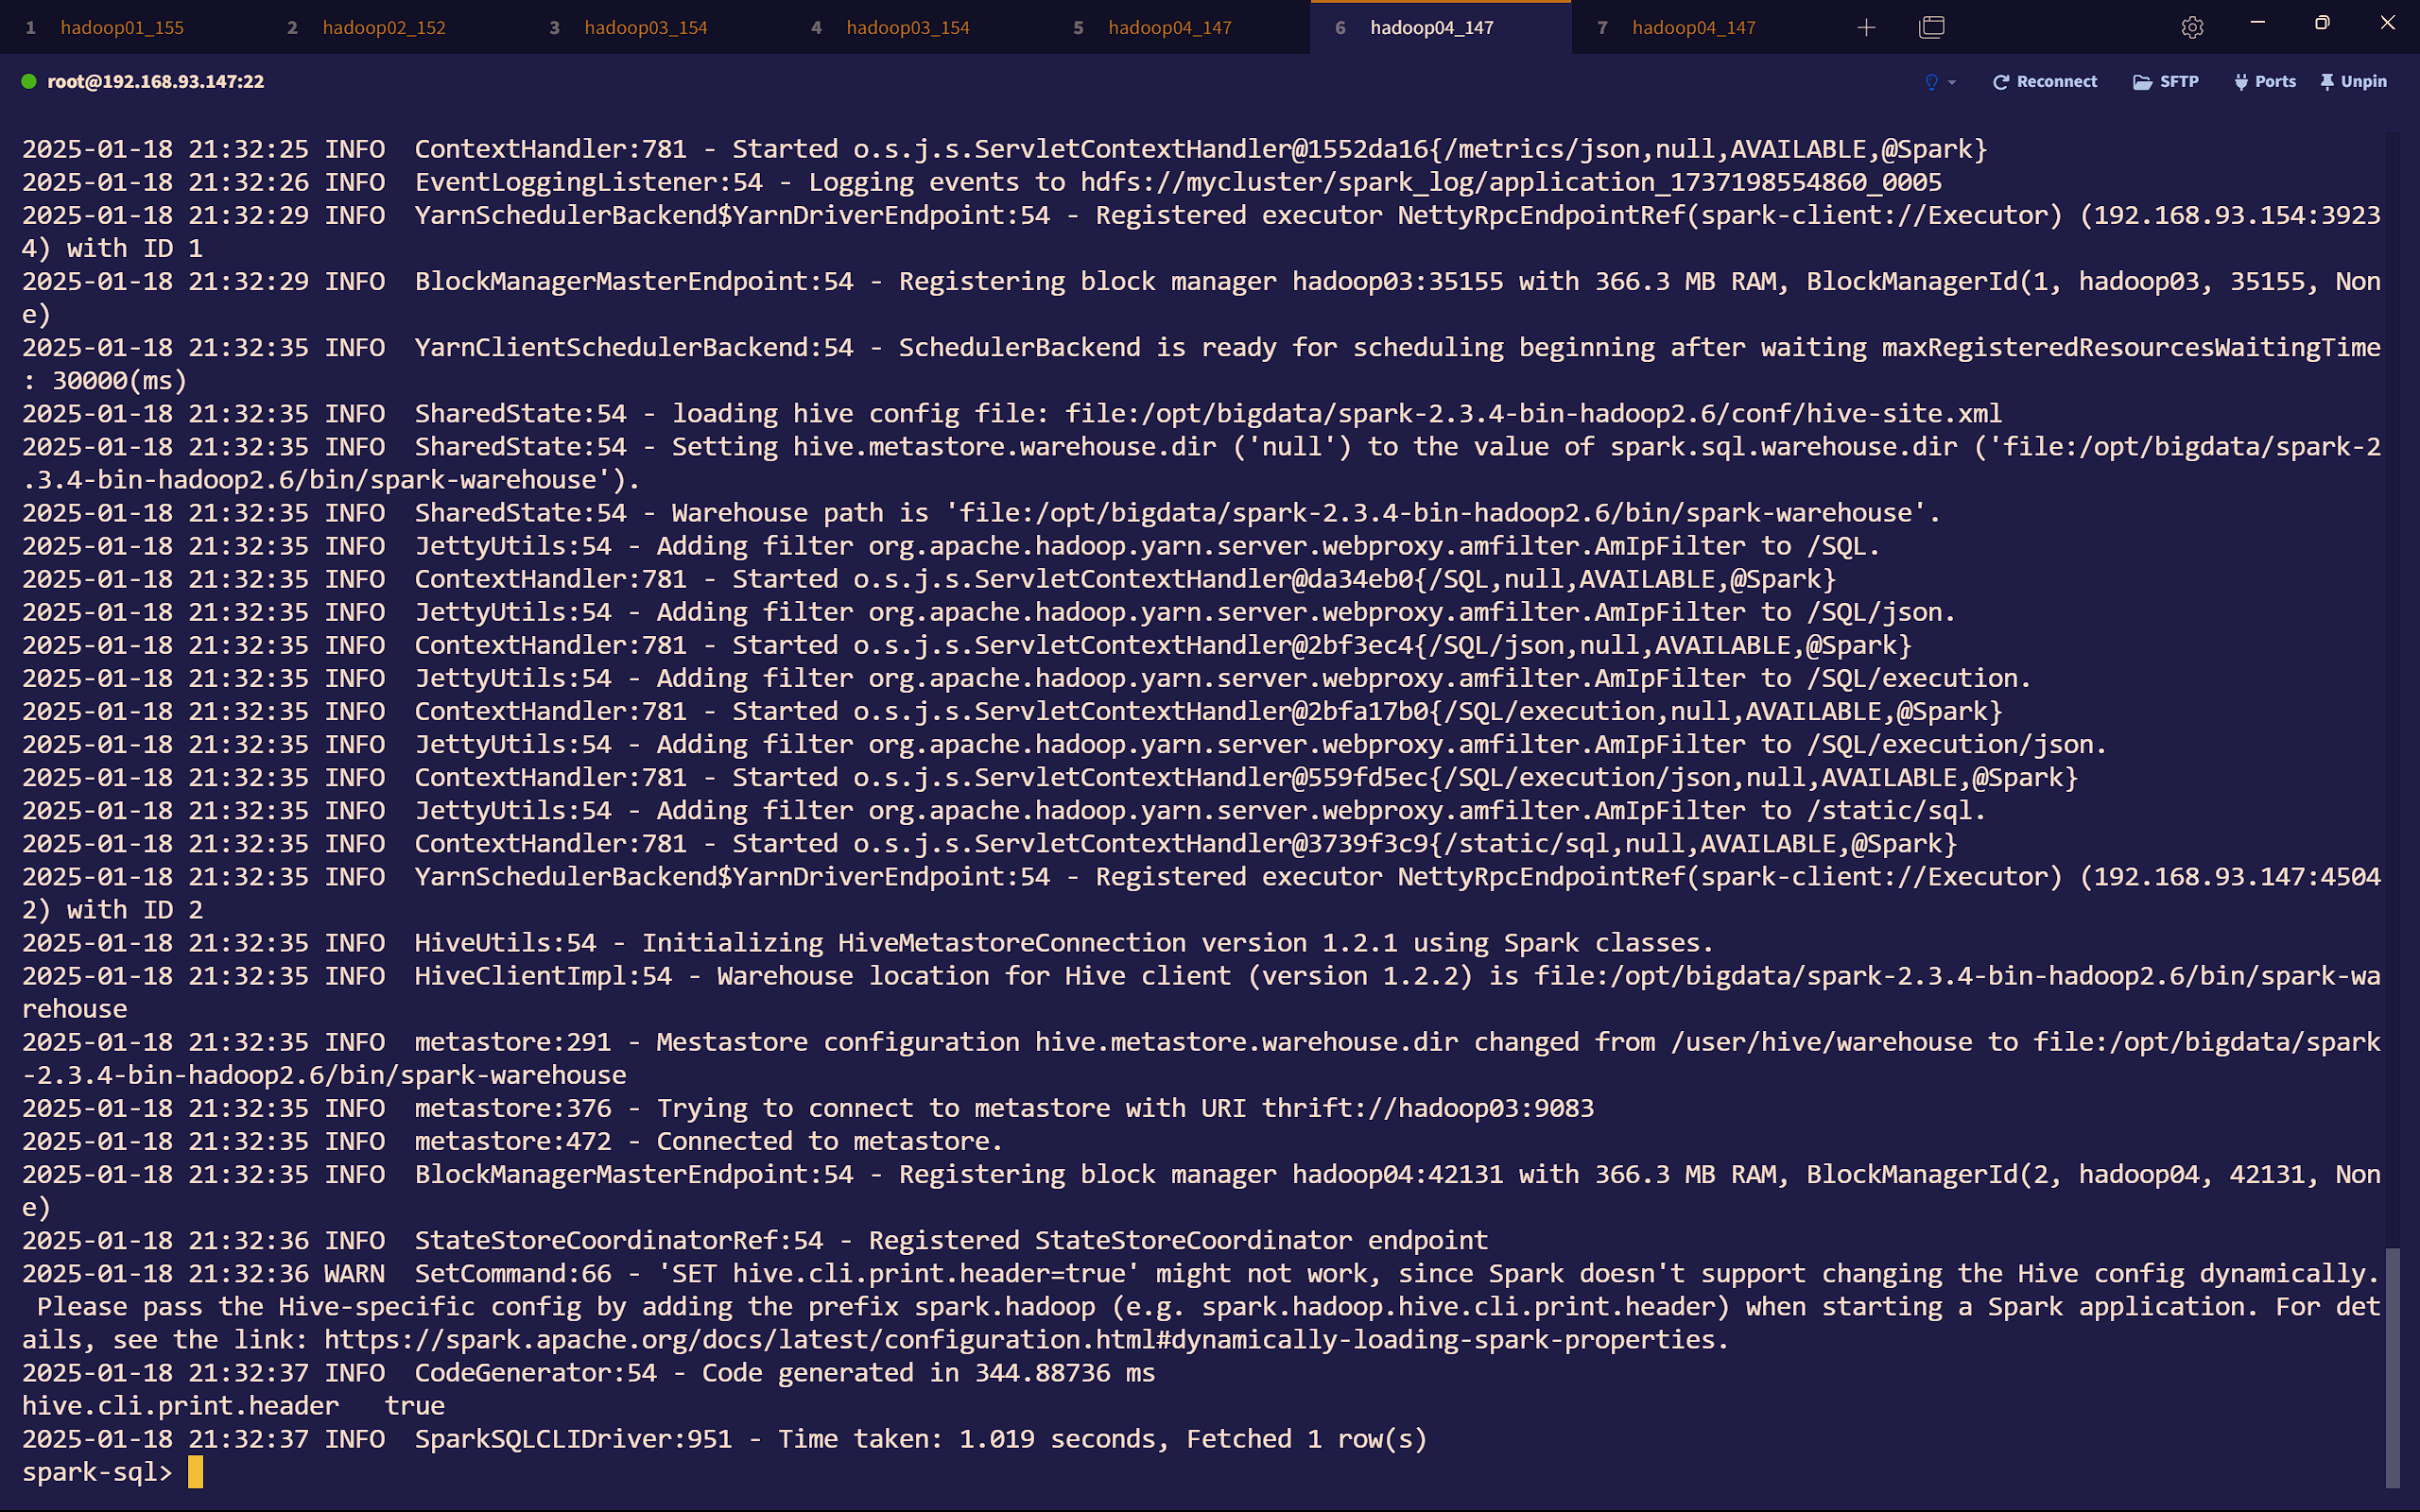 1 hadoop01_155 2 hadoop02_152 3 hadoop03_154 4 hadoop03_154 5 hadoop04_147 6 hadoop04_147 7 hadoop04_147
root@192.168.93.147:22 Reconnect SFTP Ports Unpin
2025-01-18 21:32:25 INFO  ContextHandler:781 - Started o.s.j.s.ServletContextHandler@1552da16{/metrics/json,null,AVAILABLE,@Spark}
2025-01-18 21:32:26 INFO  EventLoggingListener:54 - Logging events to hdfs://mycluster/spark_log/application_1737198554860_0005
2025-01-18 21:32:29 INFO  YarnSchedulerBackend$YarnDriverEndpoint:54 - Registered executor NettyRpcEndpointRef(spark-client://Executor) (192.168.93.154:3923
4) with ID 1
2025-01-18 21:32:29 INFO  BlockManagerMasterEndpoint:54 - Registering block manager hadoop03:35155 with 366.3 MB RAM, BlockManagerId(1, hadoop03, 35155, Non
e)
2025-01-18 21:32:35 INFO  YarnClientSchedulerBackend:54 - SchedulerBackend is ready for scheduling beginning after waiting maxRegisteredResourcesWaitingTime
: 30000(ms)
2025-01-18 21:32:35 INFO  SharedState:54 - loading hive config file: file:/opt/bigdata/spark-2.3.4-bin-hadoop2.6/conf/hive-site.xml
2025-01-18 21:32:35 INFO  SharedState:54 - Setting hive.metastore.warehouse.dir ('null') to the value of spark.sql.warehouse.dir ('file:/opt/bigdata/spark-2
.3.4-bin-hadoop2.6/bin/spark-warehouse').
2025-01-18 21:32:35 INFO  SharedState:54 - Warehouse path is 'file:/opt/bigdata/spark-2.3.4-bin-hadoop2.6/bin/spark-warehouse'.
2025-01-18 21:32:35 INFO  JettyUtils:54 - Adding filter org.apache.hadoop.yarn.server.webproxy.amfilter.AmIpFilter to /SQL.
2025-01-18 21:32:35 INFO  ContextHandler:781 - Started o.s.j.s.ServletContextHandler@da34eb0{/SQL,null,AVAILABLE,@Spark}
2025-01-18 21:32:35 INFO  JettyUtils:54 - Adding filter org.apache.hadoop.yarn.server.webproxy.amfilter.AmIpFilter to /SQL/json.
2025-01-18 21:32:35 INFO  ContextHandler:781 - Started o.s.j.s.ServletContextHandler@2bf3ec4{/SQL/json,null,AVAILABLE,@Spark}
2025-01-18 21:32:35 INFO  JettyUtils:54 - Adding filter org.apache.hadoop.yarn.server.webproxy.amfilter.AmIpFilter to /SQL/execution.
2025-01-18 21:32:35 INFO  ContextHandler:781 - Started o.s.j.s.ServletContextHandler@2bfa17b0{/SQL/execution,null,AVAILABLE,@Spark}
2025-01-18 21:32:35 INFO  JettyUtils:54 - Adding filter org.apache.hadoop.yarn.server.webproxy.amfilter.AmIpFilter to /SQL/execution/json.
2025-01-18 21:32:35 INFO  ContextHandler:781 - Started o.s.j.s.ServletContextHandler@559fd5ec{/SQL/execution/json,null,AVAILABLE,@Spark}
2025-01-18 21:32:35 INFO  JettyUtils:54 - Adding filter org.apache.hadoop.yarn.server.webproxy.amfilter.AmIpFilter to /static/sql.
2025-01-18 21:32:35 INFO  ContextHandler:781 - Started o.s.j.s.ServletContextHandler@3739f3c9{/static/sql,null,AVAILABLE,@Spark}
2025-01-18 21:32:35 INFO  YarnSchedulerBackend$YarnDriverEndpoint:54 - Registered executor NettyRpcEndpointRef(spark-client://Executor) (192.168.93.147:4504
2) with ID 2
2025-01-18 21:32:35 INFO  HiveUtils:54 - Initializing HiveMetastoreConnection version 1.2.1 using Spark classes.
2025-01-18 21:32:35 INFO  HiveClientImpl:54 - Warehouse location for Hive client (version 1.2.2) is file:/opt/bigdata/spark-2.3.4-bin-hadoop2.6/bin/spark-wa
rehouse
2025-01-18 21:32:35 INFO  metastore:291 - Mestastore configuration hive.metastore.warehouse.dir changed from /user/hive/warehouse to file:/opt/bigdata/spark
-2.3.4-bin-hadoop2.6/bin/spark-warehouse
2025-01-18 21:32:35 INFO  metastore:376 - Trying to connect to metastore with URI thrift://hadoop03:9083
2025-01-18 21:32:35 INFO  metastore:472 - Connected to metastore.
2025-01-18 21:32:35 INFO  BlockManagerMasterEndpoint:54 - Registering block manager hadoop04:42131 with 366.3 MB RAM, BlockManagerId(2, hadoop04, 42131, Non
e)
2025-01-18 21:32:36 INFO  StateStoreCoordinatorRef:54 - Registered StateStoreCoordinator endpoint
2025-01-18 21:32:36 WARN  SetCommand:66 - 'SET hive.cli.print.header=true' might not work, since Spark doesn't support changing the Hive config dynamically.
 Please pass the Hive-specific config by adding the prefix spark.hadoop (e.g. spark.hadoop.hive.cli.print.header) when starting a Spark application. For det
ails, see the link: https://spark.apache.org/docs/latest/configuration.html#dynamically-loading-spark-properties.
2025-01-18 21:32:37 INFO  CodeGenerator:54 - Code generated in 344.88736 ms
hive.cli.print.header   true
2025-01-18 21:32:37 INFO  SparkSQLCLIDriver:951 - Time taken: 1.019 seconds, Fetched 1 row(s)
spark-sql>